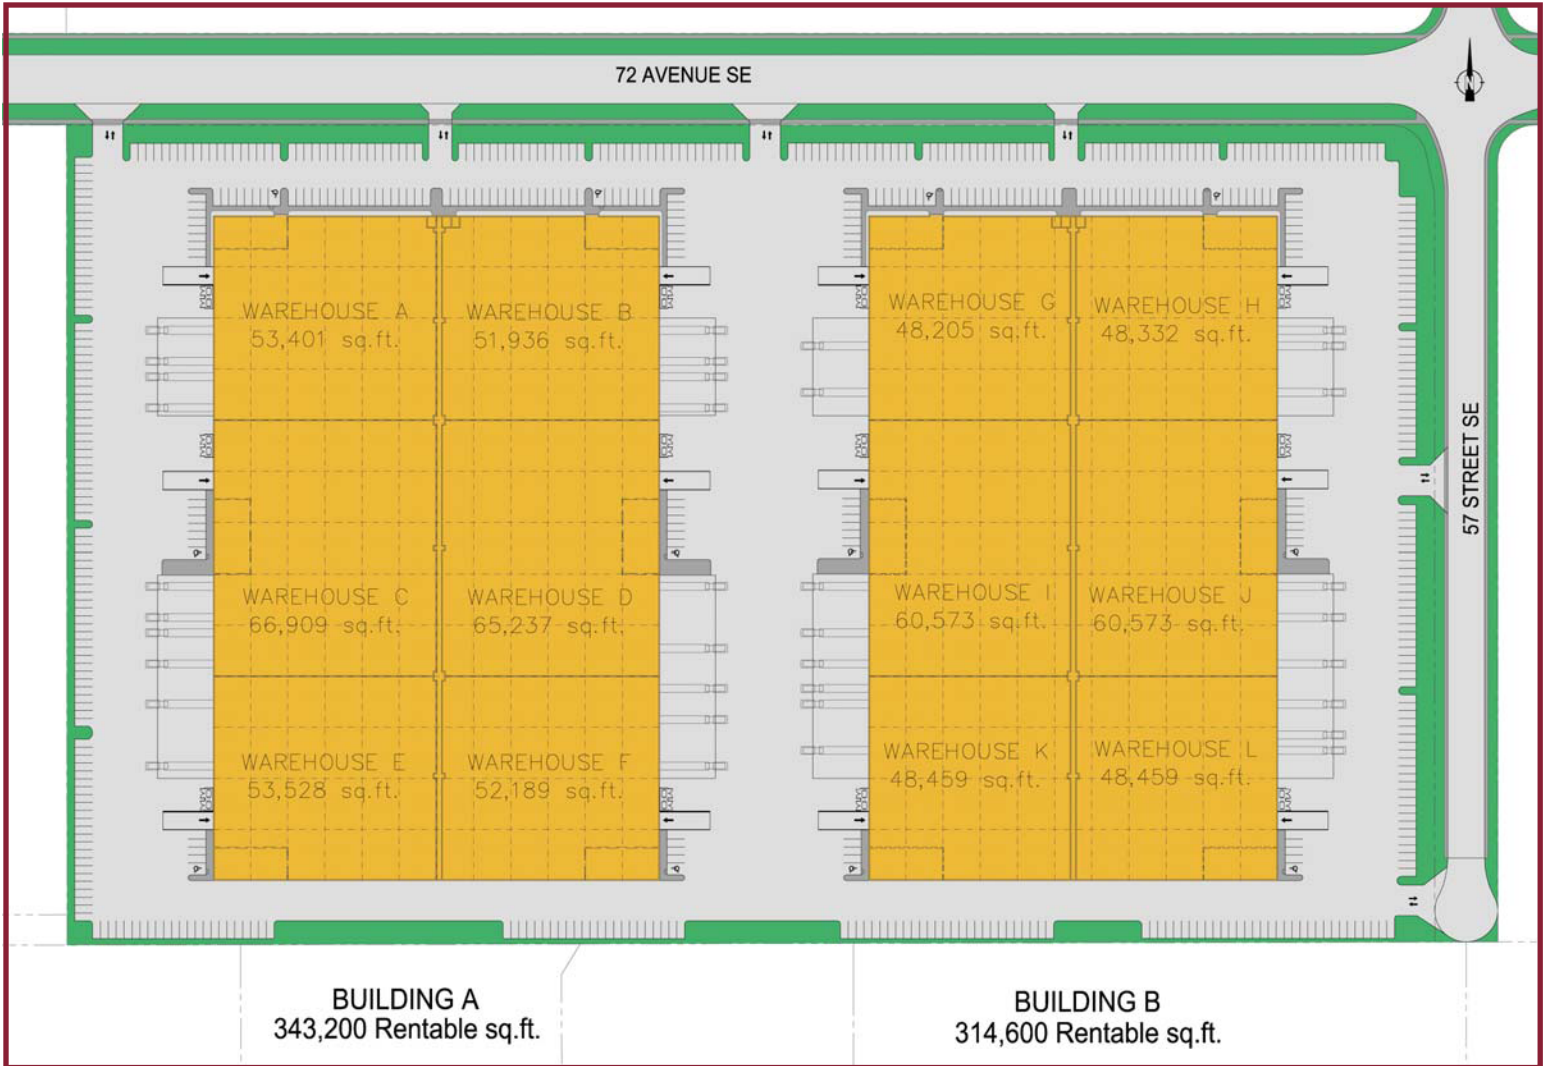 72 AVENUE SE
WAREHOUSE A
53,401 sq.ft.
WAREHOUSE B
51,936 sq.ft.
WAREHOUSE G
48,205 sq.ft.
WAREHOUSE H
48,332 sq.ft.
57 STREET SE
WAREHOUSE C
66,909 sq.ft.
WAREHOUSE D
65,237 sq.ft.
WAREHOUSE I
60,573 sq.ft.
WAREHOUSE J
60,573 sq.ft.
WAREHOUSE E
53,528 sq.ft.
WAREHOUSE F
52,189 sq.ft.
WAREHOUSE K
48,459 sq.ft.
WAREHOUSE L
48,459 sq.ft.
BUILDING A
343,200 Rentable sq.ft.
BUILDING B
314,600 Rentable sq.ft.